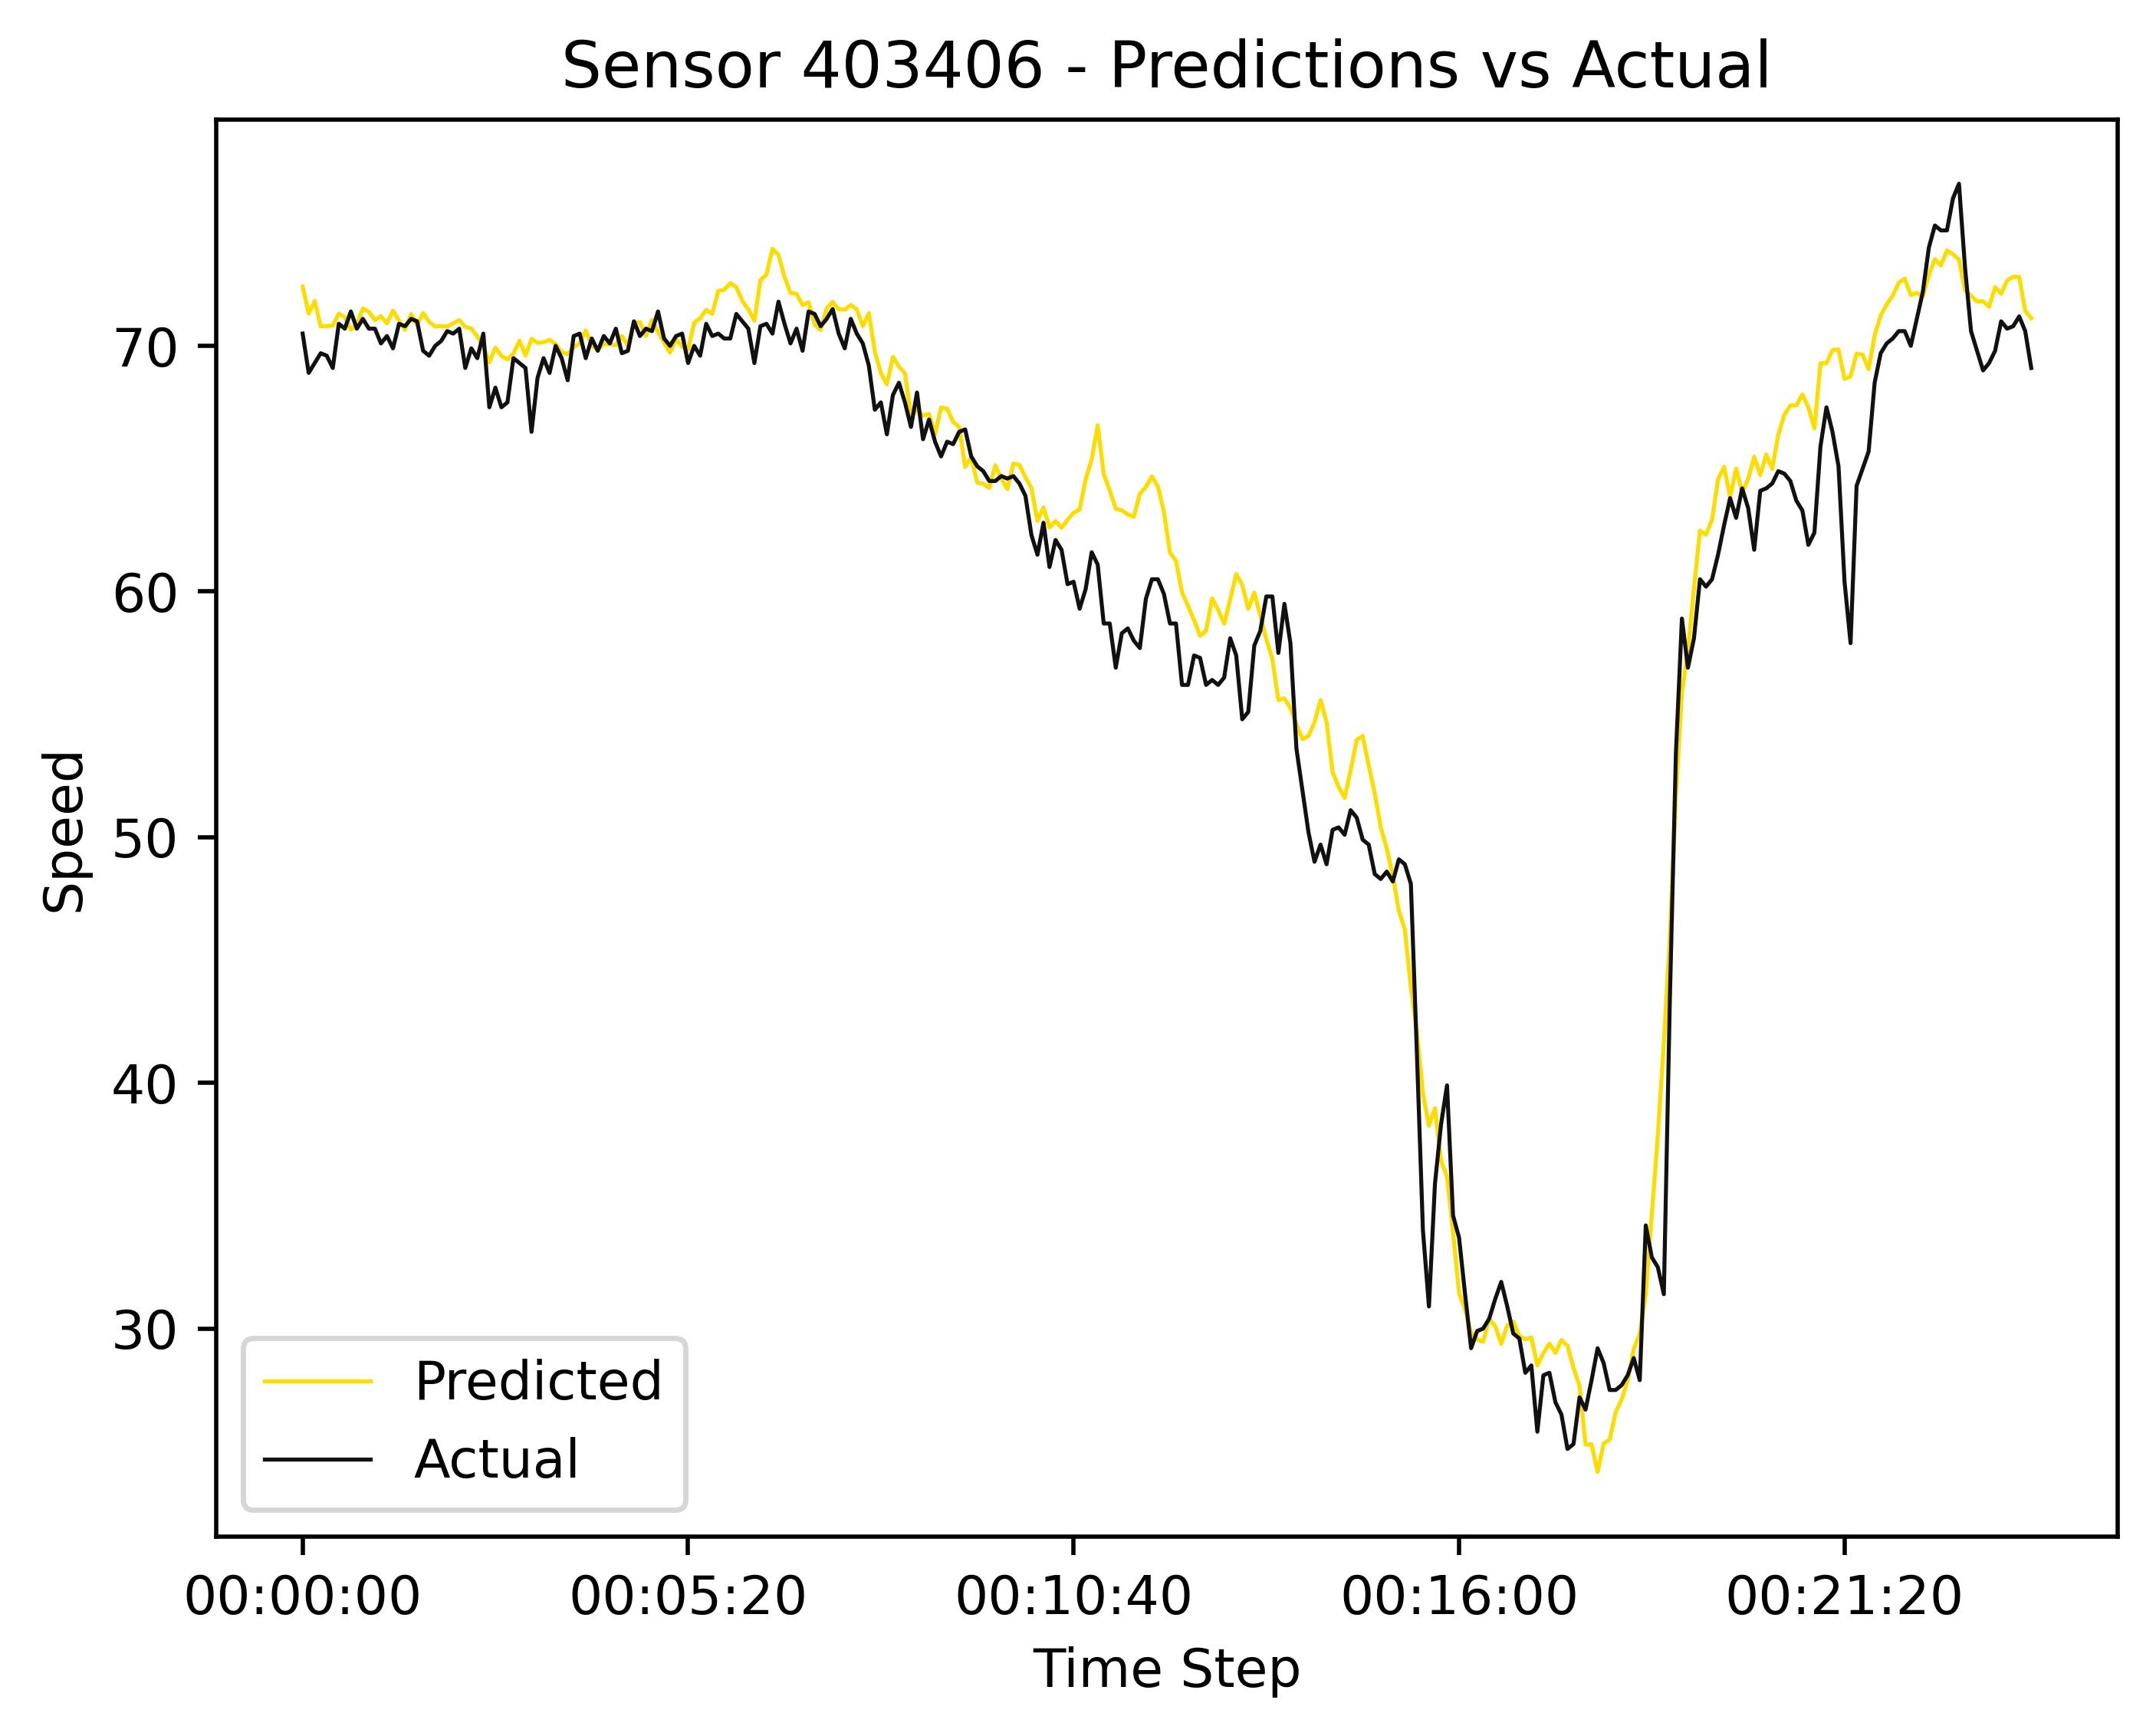 Sensor 403406 - Predictions vs Actual
Speed
70
60
50
40
30
Predicted
Actual
00:00:00 00:05:20 00:10:40 00:16:00 00:21:20
Time Step